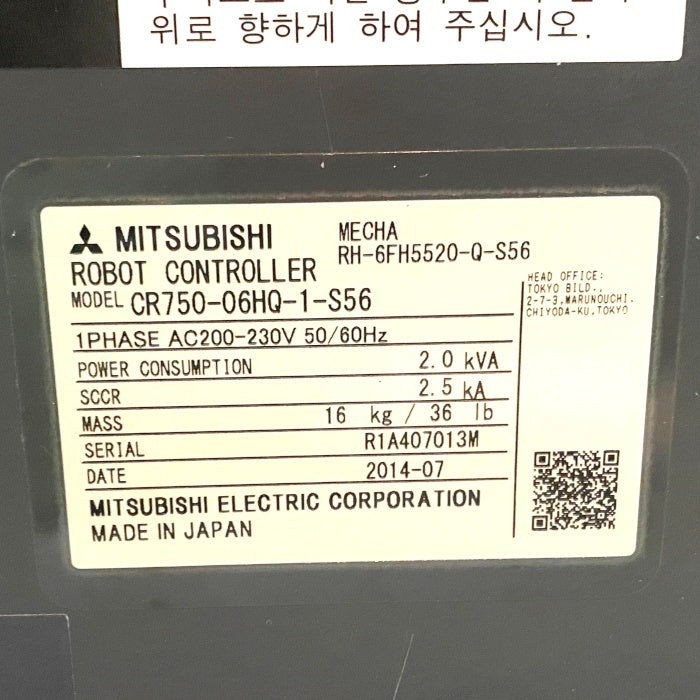 위로 향하게 하여 주십시오.
MITSUBISHI
MECHA
RH-6FH5520-Q-S56
ROBOT CONTROLLER
MODEL CR750-06HQ-1-S56
HEAD OFFICE:
TOKYO BILD.,
2-7-3,MARUNOUCHI,
CHIYODA-KU,TOKYO
1PHASE AC200-230V 50/60Hz
POWER CONSUMPTION 2.0 kVA
SCCR 2.5 kA
MASS 16 kg / 36 lb
SERIAL R1A407013M
DATE 2014-07
MITSUBISHI ELECTRIC CORPORATION
MADE IN JAPAN